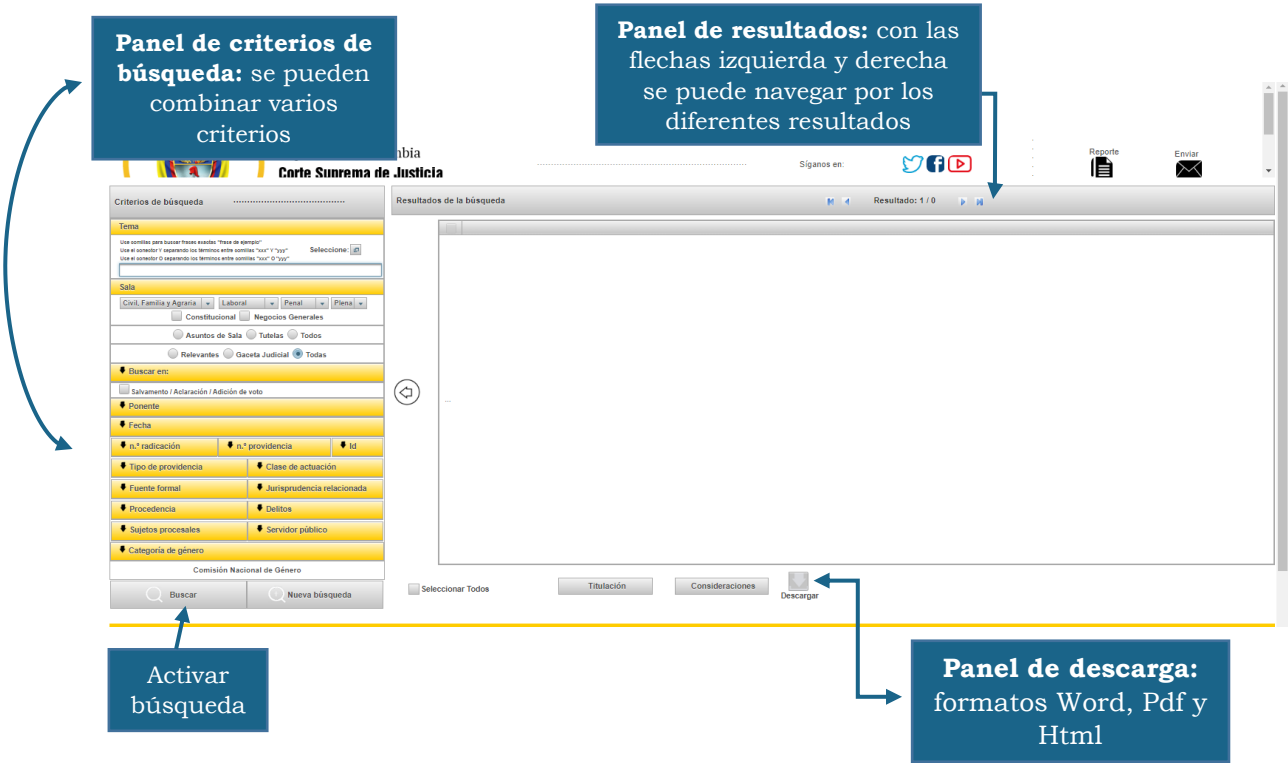 Panel de criterios de
búsqueda: se pueden
combinar varios
criterios
Panel de resultados: con las
flechas izquierda y derecha
se puede navegar por los
diferentes resultados
Corte Suprema de Justicia
Síganos en:
Reporte
Enviar
Criterios de búsqueda
Resultados de la búsqueda
Resultado: 1 / 0
Tema
Use comillas para buscar frases exactas "frase de ejemplo"
Use el conector Y separando los términos entre comillas "xxx" Y "yyy"
Use el conector O separando los términos entre comillas "xxx" O "yyy"
Seleccione:
Sala
Civil, Familia y Agraria Laboral Penal Plena
Constitucional Negocios Generales
Asuntos de Sala Tutelas Todos
Relevantes Gaceta Judicial Todas
Buscar en:
Salvamento / Aclaración / Adición de voto
Ponente
Fecha
n.° radicación n.° providencia Id
Tipo de providencia Clase de actuación
Fuente formal Jurisprudencia relacionada
Procedencia Delitos
Sujetos procesales Servidor público
Categoría de género
Comisión Nacional de Género
Buscar Nueva búsqueda
...
Seleccionar Todos Titulación Consideraciones Descargar
Activar
búsqueda
Panel de descarga:
formatos Word, Pdf y
Html